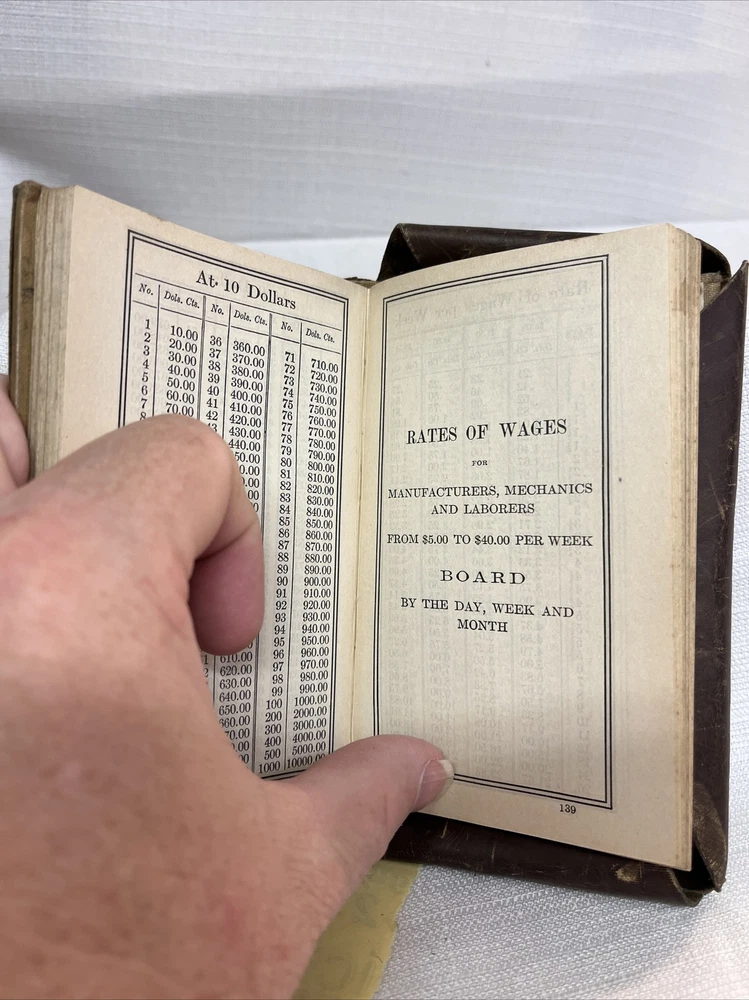 At 10 Dollars
No. Dols. Cts. No. Dols. Cts. No. Dols. Cts.
1 10.00 36 360.00 71 710.00
2 20.00 37 370.00 72 720.00
3 30.00 38 380.00 73 730.00
4 40.00 39 390.00 74 740.00
5 50.00 40 400.00 75 750.00
6 60.00 41 410.00 76 760.00
7 70.00 42 420.00 77 770.00
430.00 78 780.00
440.00 79 790.00
80 800.00
81 810.00
82 820.00
83 830.00
84 840.00
85 850.00
86 860.00
87 870.00
88 880.00
89 890.00
90 900.00
91 910.00
92 920.00
93 930.00
94 940.00
95 950.00
610.00 96 960.00
620.00 97 970.00
630.00 98 980.00
640.00 99 990.00
650.00 100 1000.00
660.00 200 2000.00
300 3000.00
400 4000.00
500 5000.00
1000 10000.00
RATES OF WAGES
FOR
MANUFACTURERS, MECHANICS
AND LABORERS
FROM $5.00 TO $40.00 PER WEEK
BOARD
BY THE DAY, WEEK AND
MONTH
139